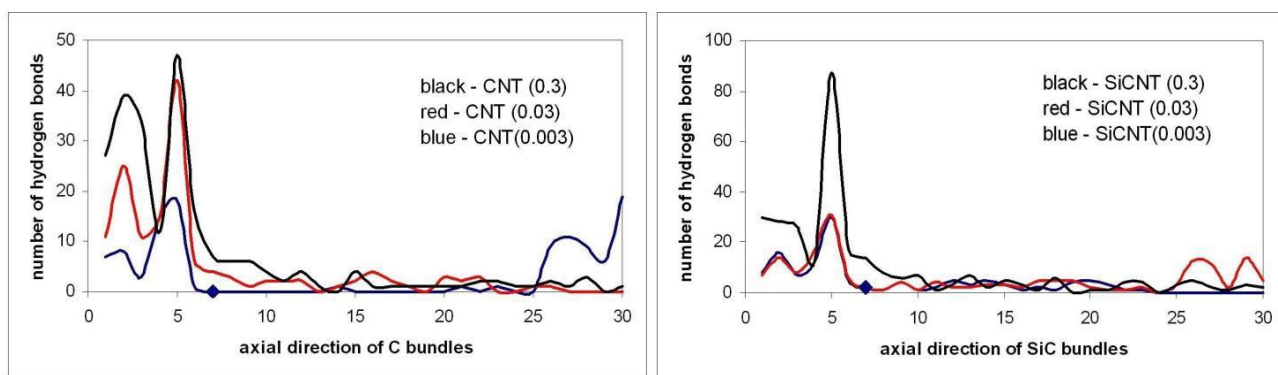 50
40
30
20
10
0
number of hydrogen bonds
black - CNT (0.3)
red - CNT (0.03)
blue - CNT(0.003)
0 5 10 15 20 25 30
axial direction of C bundles
100
80
60
40
20
0
number of hydrogen bonds
black - SiCNT (0.3)
red - SiCNT (0.03)
blue - SiCNT(0.003)
0 5 10 15 20 25 30
axial direction of SiC bundles